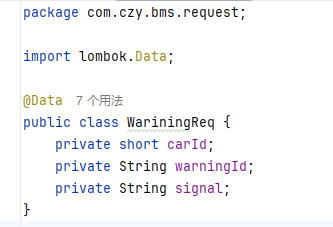 package com.czy.bms.request;
import lombok.Data;
@Data 7 个用法
public class WariningReq {
    private short carId;
    private String warningId;
    private String signal;
}